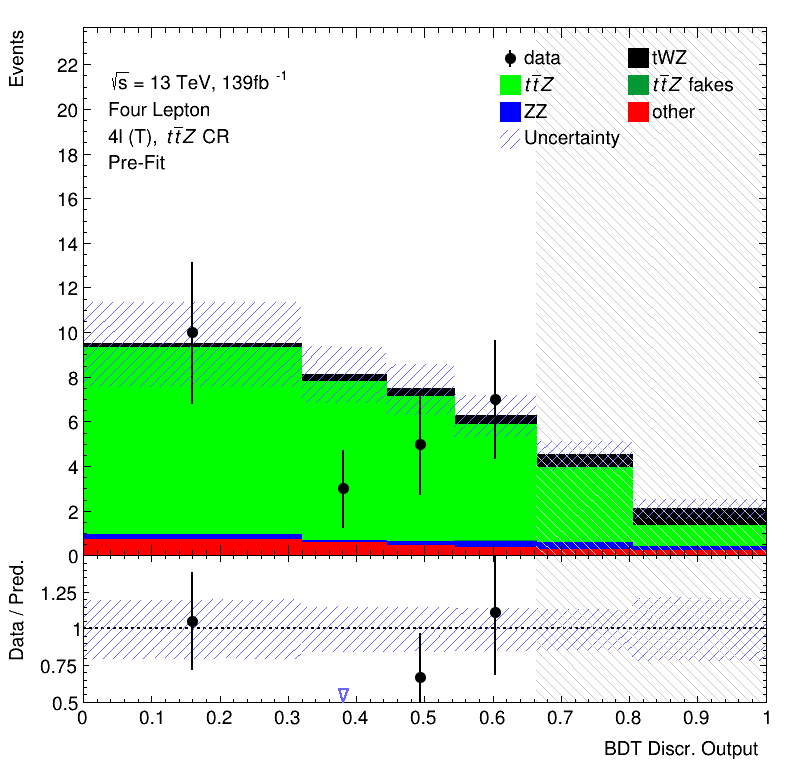 Events
√s = 13 TeV, 139fb⁻¹
Four Lepton
4l (T), tt̅Z CR
Pre-Fit
data
tWZ
tt̅Z
tt̅Z fakes
ZZ
other
Uncertainty
22
20
18
16
14
12
10
8
6
4
2
0
Data / Pred.
1.25
1
0.75
0.5
0 0.1 0.2 0.3 0.4 0.5 0.6 0.7 0.8 0.9 1
BDT Discr. Output